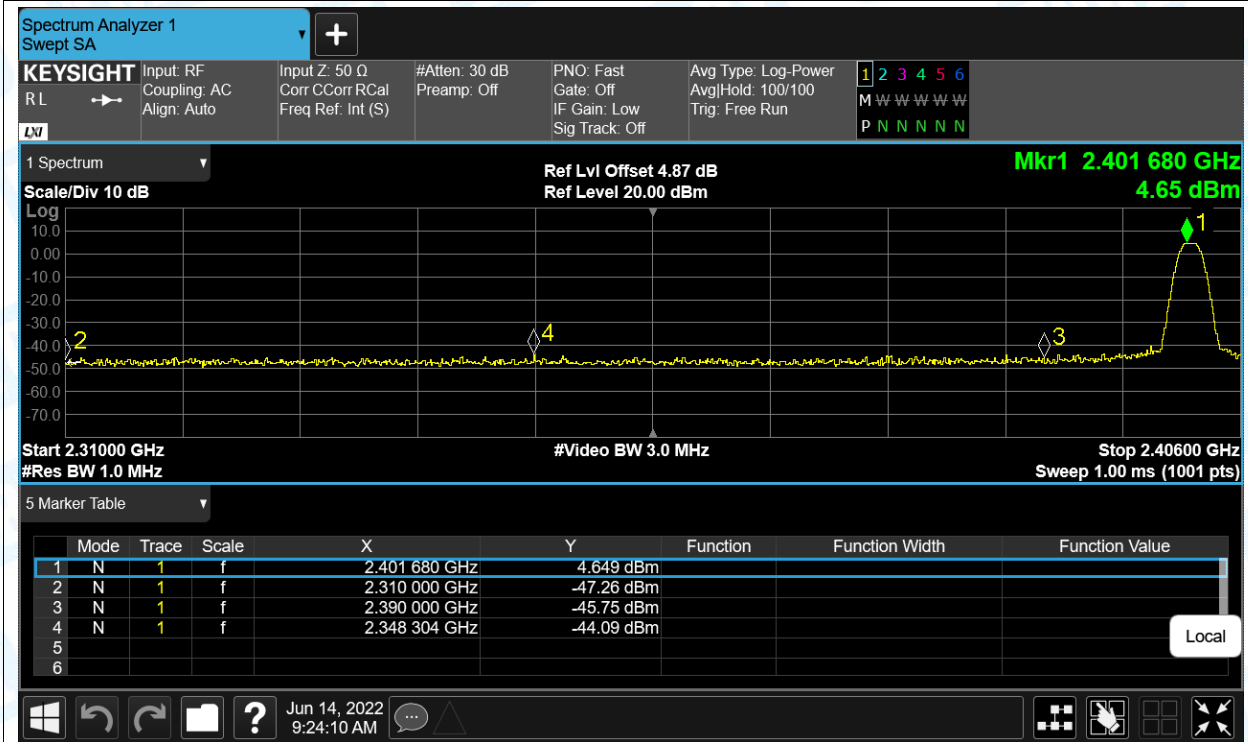 Spectrum Analyzer 1
Swept SA
+
KEYSIGHT
R L
LXI
Input: RF
Coupling: AC
Align: Auto
Input Z: 50 Ω
Corr CCorr RCal
Freq Ref: Int (S)
#Atten: 30 dB
Preamp: Off
PNO: Fast
Gate: Off
IF Gain: Low
Sig Track: Off
Avg Type: Log-Power
Avg|Hold: 100/100
Trig: Free Run
1 2 3 4 5 6
M W W W W W
P N N N N N
1 Spectrum
Scale/Div 10 dB
Ref Lvl Offset 4.87 dB
Ref Level 20.00 dBm
Mkr1 2.401 680 GHz
4.65 dBm
Log
10.0
0.00
-10.0
-20.0
-30.0
-40.0
-50.0
-60.0
-70.0
1
2
4
3
Start 2.31000 GHz
#Video BW 3.0 MHz
Stop 2.40600 GHz
#Res BW 1.0 MHz
Sweep 1.00 ms (1001 pts)
5 Marker Table
Mode Trace Scale X Y Function Function Width Function Value
1 N 1 f 2.401 680 GHz 4.649 dBm
2 N 1 f 2.310 000 GHz -47.26 dBm
3 N 1 f 2.390 000 GHz -45.75 dBm
4 N 1 f 2.348 304 GHz -44.09 dBm
5
6
Local
?
Jun 14, 2022
9:24:10 AM